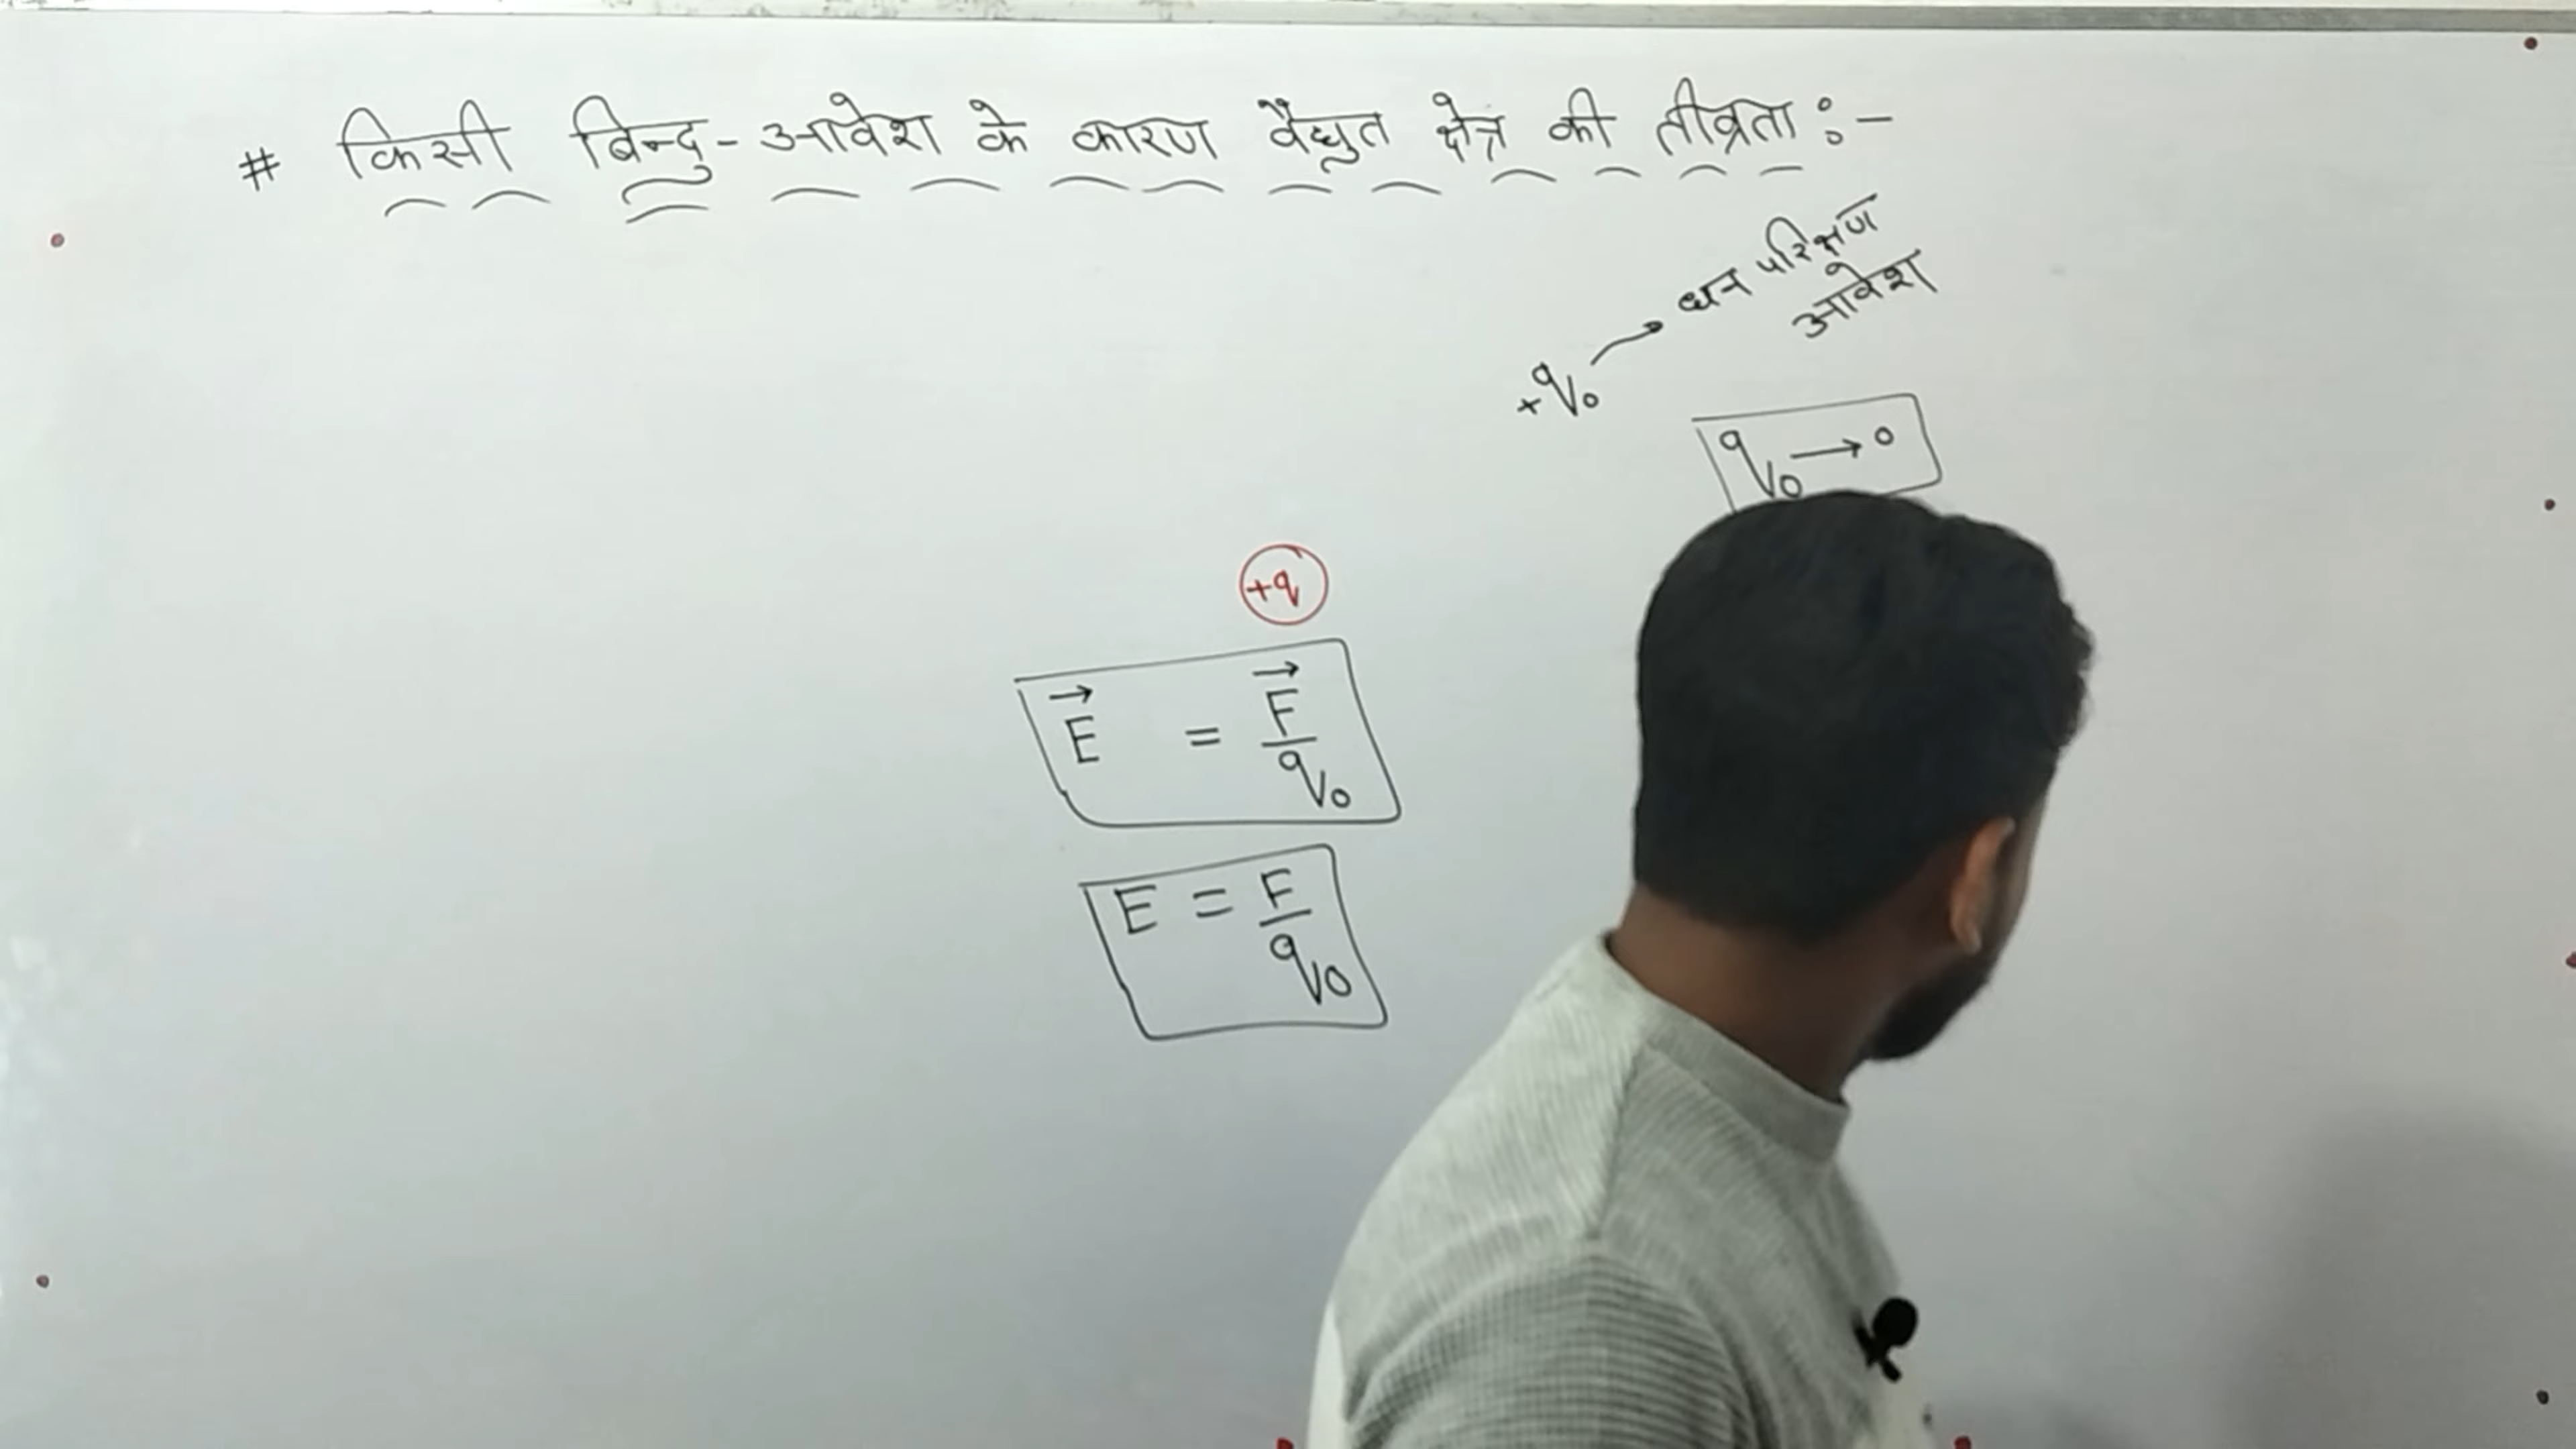 # किसी बिन्दु-आवेश के कारण वैद्युत क्षेत्र की तीव्रता :-
धन परिक्षण
आवेश
+q₀
q₀ → 0
+q
E⃗ = F⃗/q₀
E = F/q₀